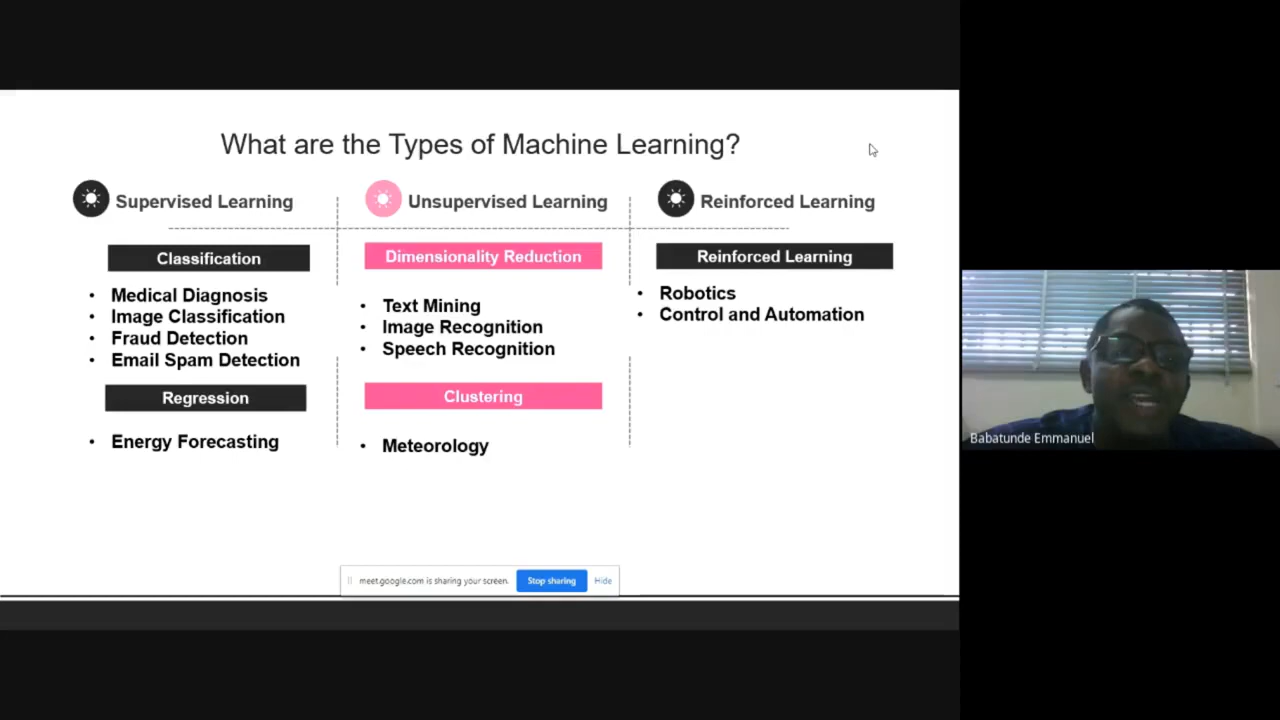 What are the Types of Machine Learning?
Supervised Learning
Classification
• Medical Diagnosis
• Image Classification
• Fraud Detection
• Email Spam Detection
Regression
• Energy Forecasting
Unsupervised Learning
Dimensionality Reduction
• Text Mining
• Image Recognition
• Speech Recognition
Clustering
• Meteorology
Reinforced Learning
Reinforced Learning
• Robotics
• Control and Automation
meet.google.com is sharing your screen. Stop sharing Hide
Babatunde Emmanuel